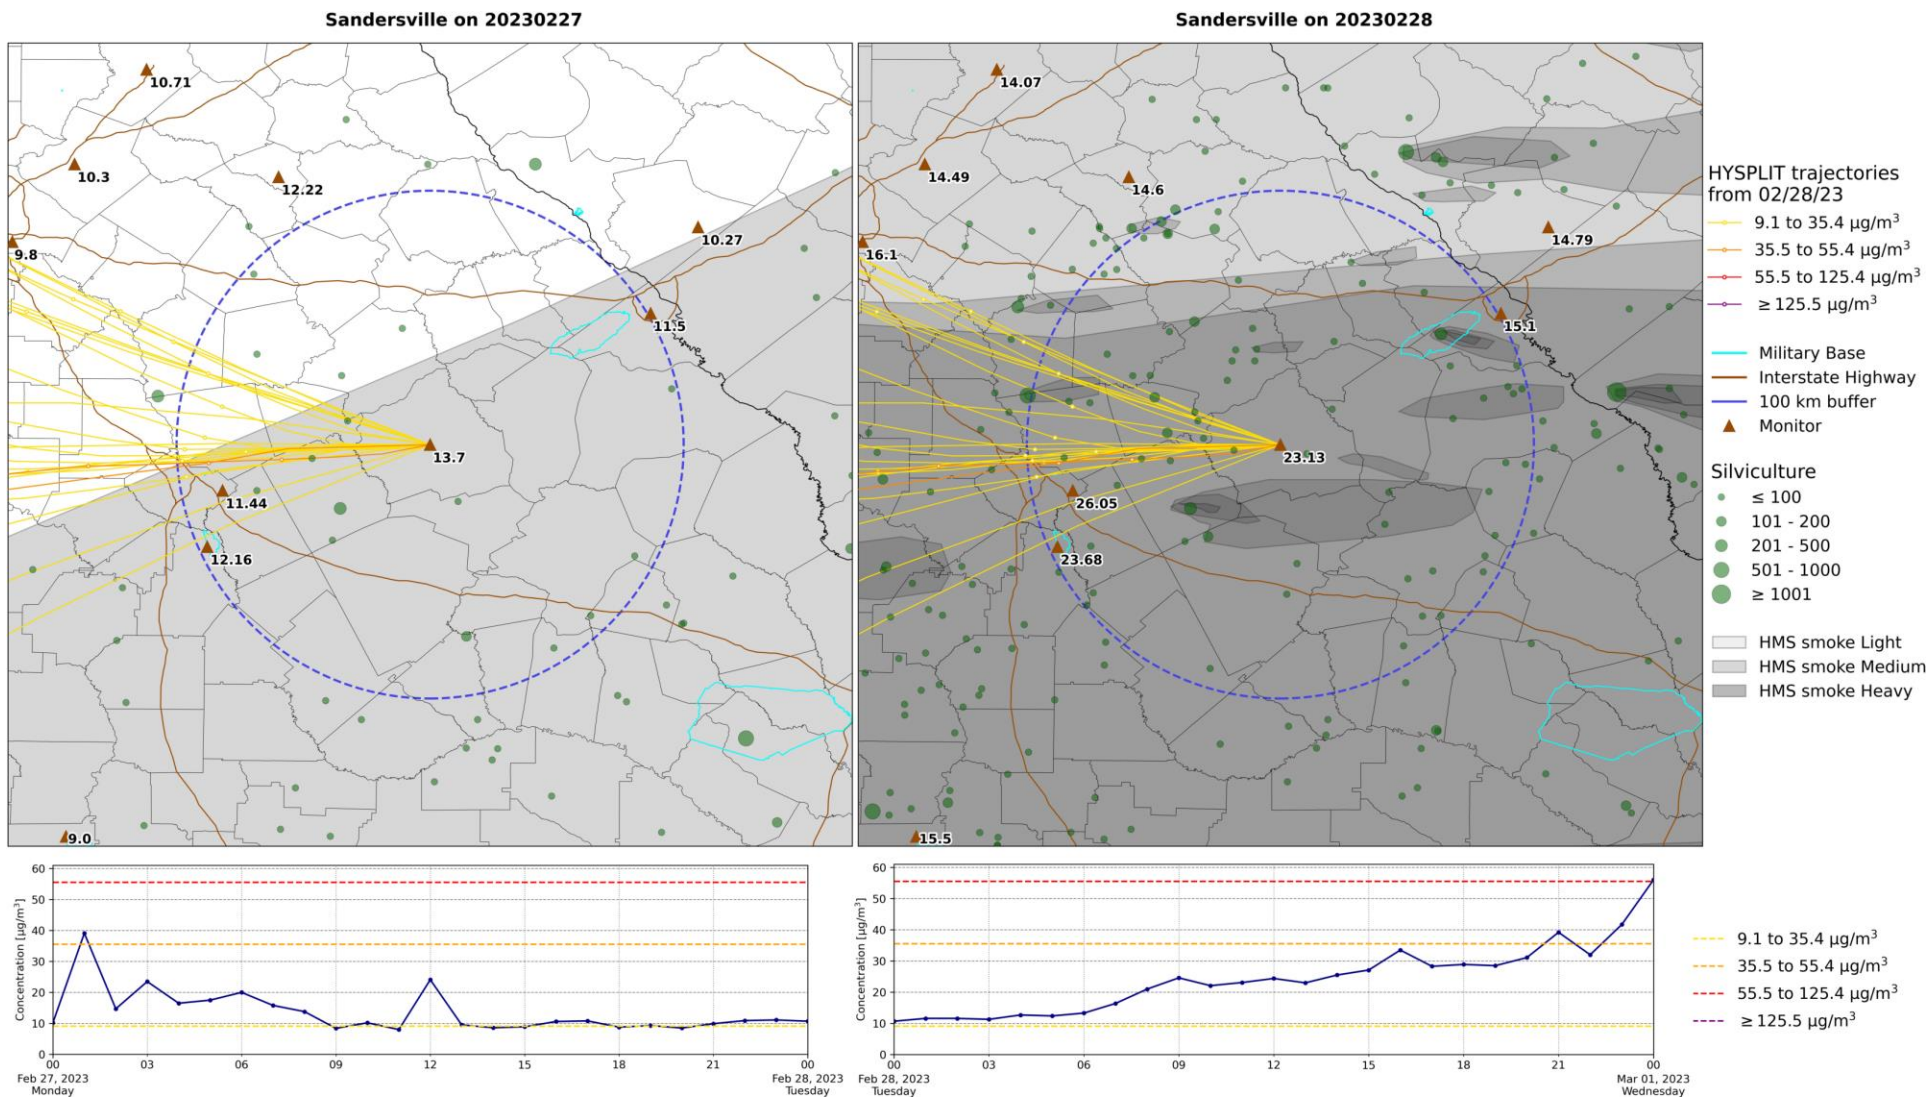 Sandersville on 20230227
10.71
10.3
12.22
9.8
10.27
11.5
13.7
11.44
12.16
9.0
Sandersville on 20230228
14.07
14.49
14.6
16.1
14.79
15.1
23.13
26.05
23.68
15.5
HYSPLIT trajectories
from 02/28/23
9.1 to 35.4 µg/m³
35.5 to 55.4 µg/m³
55.5 to 125.4 µg/m³
≥ 125.5 µg/m³
Military Base
Interstate Highway
100 km buffer
Monitor
Silviculture
≤ 100
101 - 200
201 - 500
501 - 1000
≥ 1001
HMS smoke Light
HMS smoke Medium
HMS smoke Heavy
Concentration [µg/m³]
60
50
40
30
20
10
0
00 03 06 09 12 15 18 21 00
Feb 27, 2023 Feb 28, 2023
Monday Tuesday
Concentration [µg/m³]
60
50
40
30
20
10
0
00 03 06 09 12 15 18 21 00
Feb 28, 2023 Mar 01, 2023
Tuesday Wednesday
9.1 to 35.4 µg/m³
35.5 to 55.4 µg/m³
55.5 to 125.4 µg/m³
≥ 125.5 µg/m³